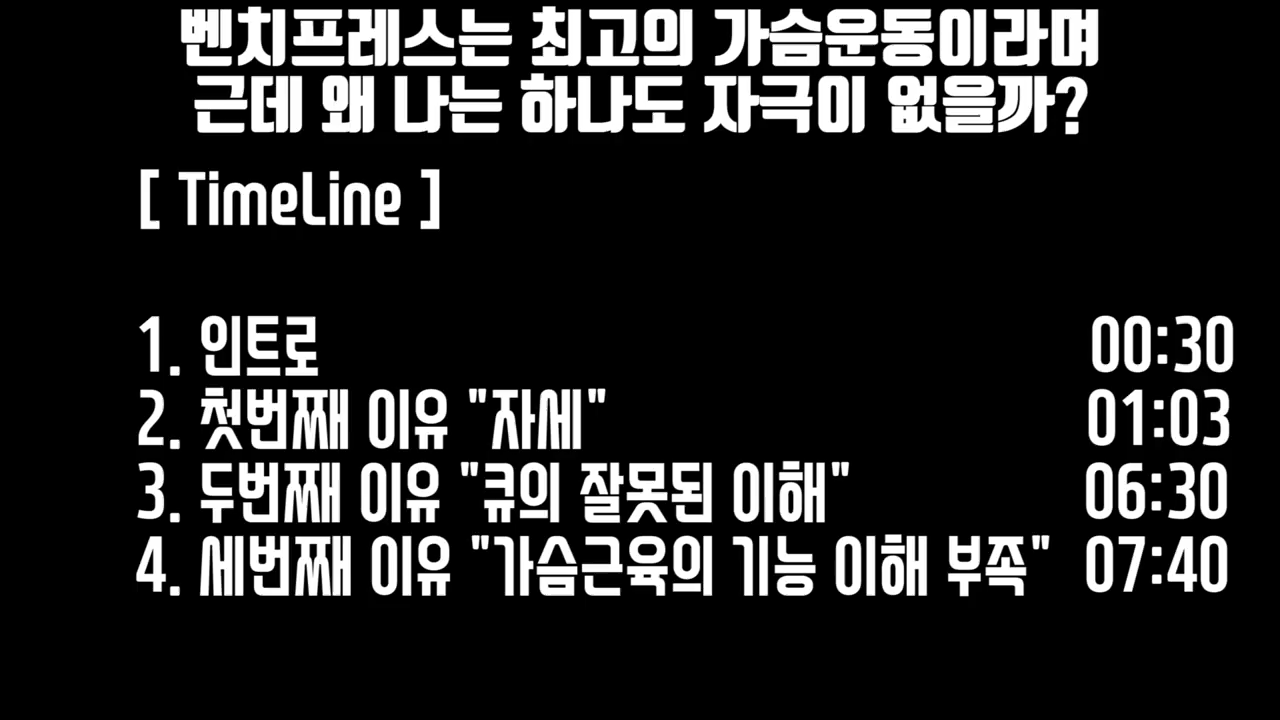 벤치프레스는 최고의 가슴운동이라며
근데 왜 나는 하나도 자극이 없을까?
[ TimeLine ]
1. 인트로 00:30
2. 첫번째 이유 "자세" 01:03
3. 두번째 이유 "큐의 잘못된 이해" 06:30
4. 세번째 이유 "가슴근육의 기능 이해 부족" 07:40